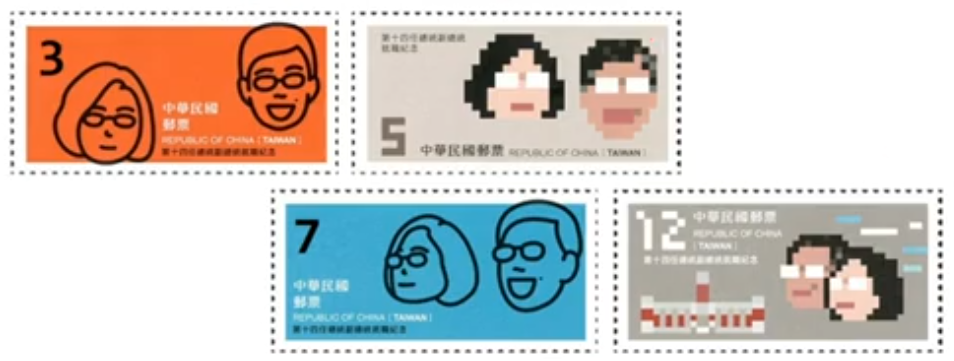 3
中華民國
郵票
REPUBLIC OF CHINA (TAIWAN)
第十四任總統副總統就職紀念
第十四任總統副總統
就職紀念
5
中華民國郵票 REPUBLIC OF CHINA (TAIWAN)
7
中華民國
郵票
REPUBLIC OF CHINA (TAIWAN)
第十四任總統副總統就職紀念
12 中華民國郵票
REPUBLIC OF CHINA
(TAIWAN)
第十四任總統副總統就職紀念